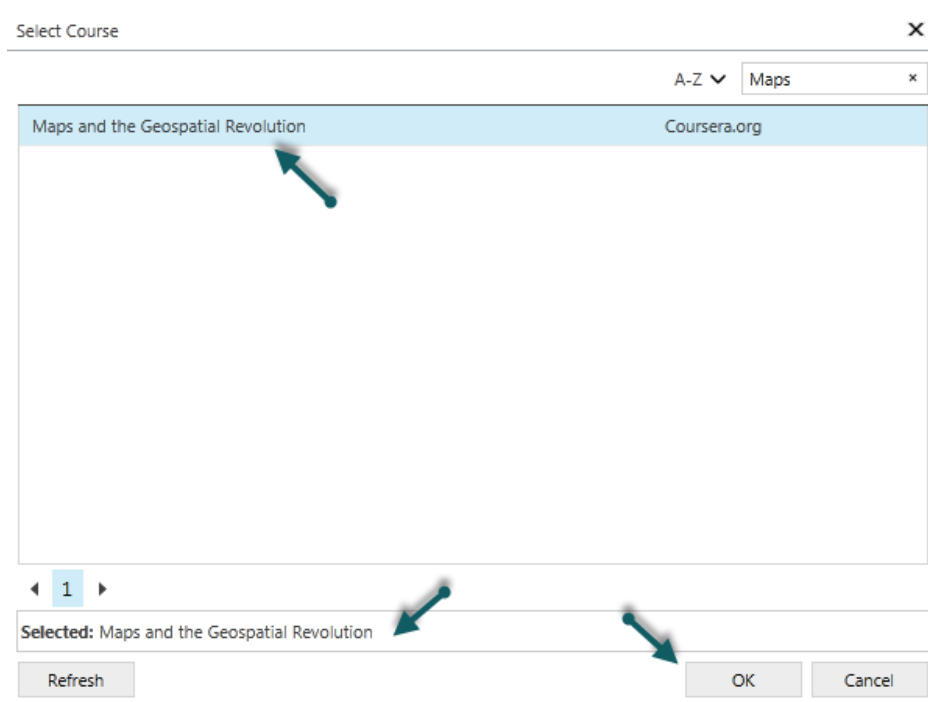 Select Course
A-Z Maps ×
Maps and the Geospatial Revolution Coursera.org
1
Selected: Maps and the Geospatial Revolution
Refresh OK Cancel